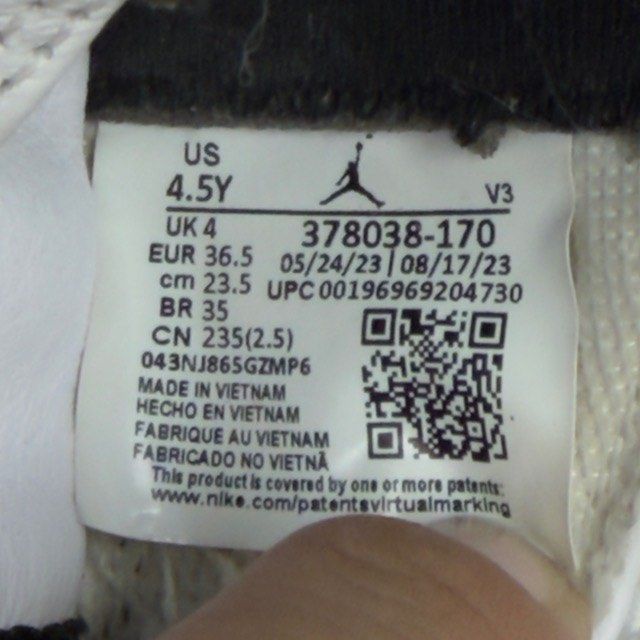 US
4.5Y
V3
UK 4
378038-170
EUR 36.5
05/24/23 | 08/17/23
cm 23.5
UPC 00196969204730
BR 35
CN 235(2.5)
043NJ865GZMP6
MADE IN VIETNAM
HECHO EN VIETNAM
FABRIQUE AU VIETNAM
FABRICADO NO VIETNÃ
This product is covered by one or more patents:
www.nike.com/patentsvirtualmarking